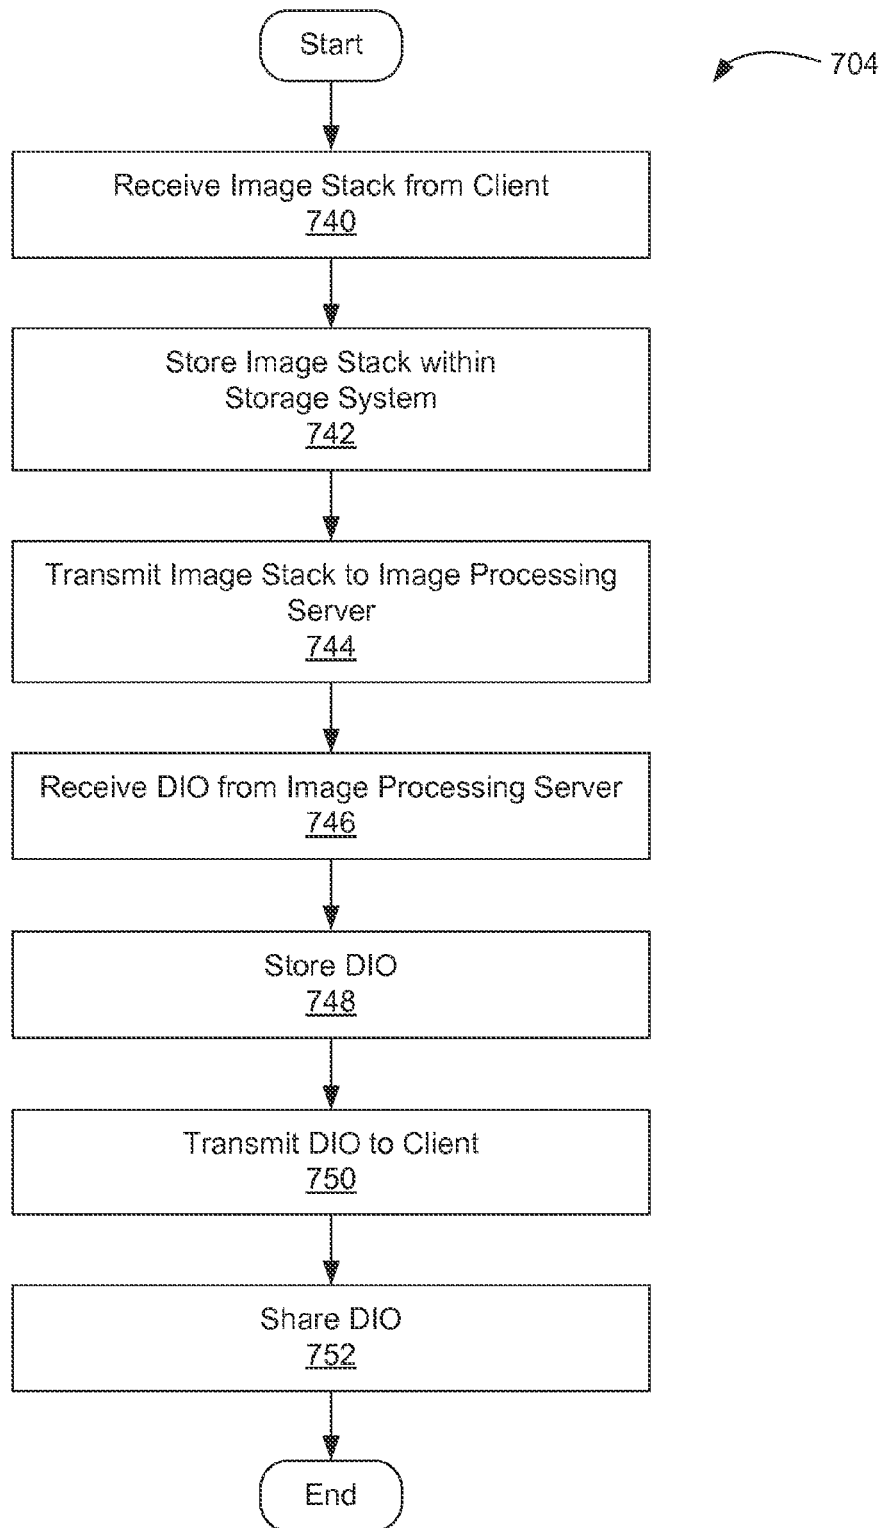 Start
704
Receive Image Stack from Client
740
Store Image Stack within
Storage System
742
Transmit Image Stack to Image Processing
Server
744
Receive DIO from Image Processing Server
746
Store DIO
748
Transmit DIO to Client
750
Share DIO
752
End